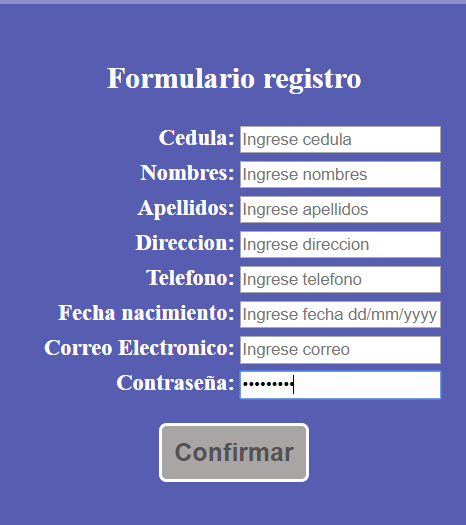 Formulario registro
Cedula: Ingrese cedula
Nombres: Ingrese nombres
Apellidos: Ingrese apellidos
Direccion: Ingrese direccion
Telefono: Ingrese telefono
Fecha nacimiento: Ingrese fecha dd/mm/yyyy
Correo Electronico: Ingrese correo
Contraseña: •••••••••
Confirmar